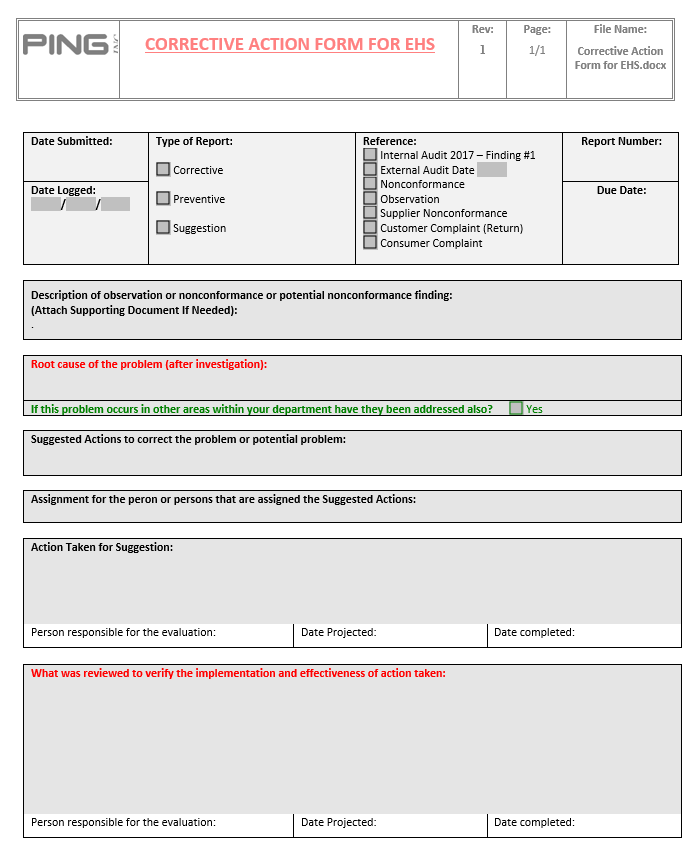 PING
CORRECTIVE ACTION FORM FOR EHS
Rev:
1
Page:
1/1
File Name:
Corrective Action
Form for EHS.docx
Date Submitted:
Date Logged:
/ /
Type of Report:
Corrective
Preventive
Suggestion
Reference:
Internal Audit 2017 – Finding #1
External Audit Date
Nonconformance
Observation
Supplier Nonconformance
Customer Complaint (Return)
Consumer Complaint
Report Number:
Due Date:
Description of observation or nonconformance or potential nonconformance finding:
(Attach Supporting Document If Needed):
.
Root cause of the problem (after investigation):
If this problem occurs in other areas within your department have they been addressed also? Yes
Suggested Actions to correct the problem or potential problem:
Assignment for the peron or persons that are assigned the Suggested Actions:
Action Taken for Suggestion:
Person responsible for the evaluation: Date Projected: Date completed:
What was reviewed to verify the implementation and effectiveness of action taken:
Person responsible for the evaluation: Date Projected: Date completed: